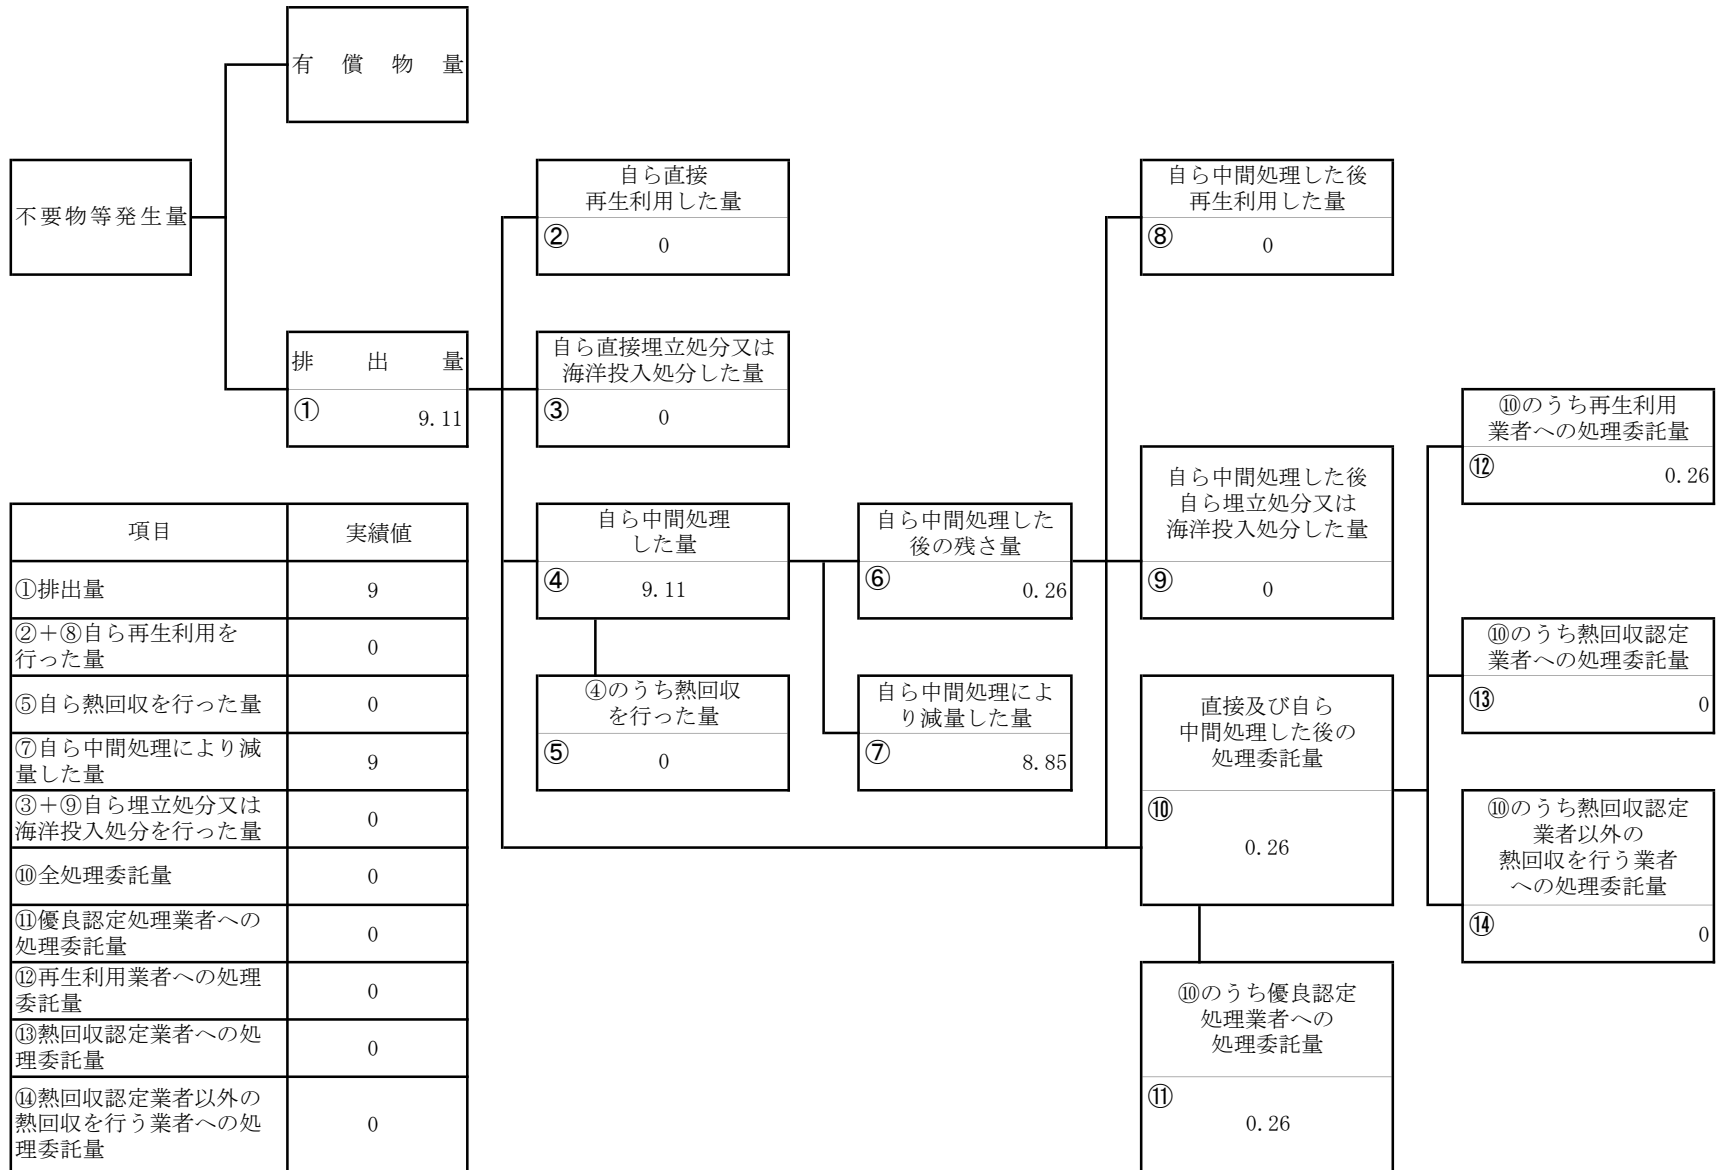 有償物量
不要物等発生量
排出量
①
9.11
自ら直接
再生利用した量
②
0
自ら直接埋立処分又は
海洋投入処分した量
③
0
自ら中間処理
した量
④
9.11
④のうち熱回収
を行った量
⑤
0
自ら中間処理した
後の残さ量
⑥
0.26
自ら中間処理によ
り減量した量
⑦
8.85
自ら中間処理した後
再生利用した量
⑧
0
自ら中間処理した後
自ら埋立処分又は
海洋投入処分した量
⑨
0
直接及び自ら
中間処理した後の
処理委託量
⑩
0.26
⑩のうち優良認定
処理業者への
処理委託量
⑪
0.26
⑩のうち再生利用
業者への処理委託量
⑫
0.26
⑩のうち熱回収認定
業者への処理委託量
⑬
0
⑩のうち熱回収認定
業者以外の
熱回収を行う業者
への処理委託量
⑭
0
項目 実績値
①排出量 9
②＋⑧自ら再生利用を
行った量 0
⑤自ら熱回収を行った量 0
⑦自ら中間処理により減
量した量 9
③＋⑨自ら埋立処分又は
海洋投入処分を行った量 0
⑩全処理委託量 0
⑪優良認定処理業者への
処理委託量 0
⑫再生利用業者への処理
委託量 0
⑬熱回収認定業者への処
理委託量 0
⑭熱回収認定業者以外の
熱回収を行う業者への処
理委託量 0